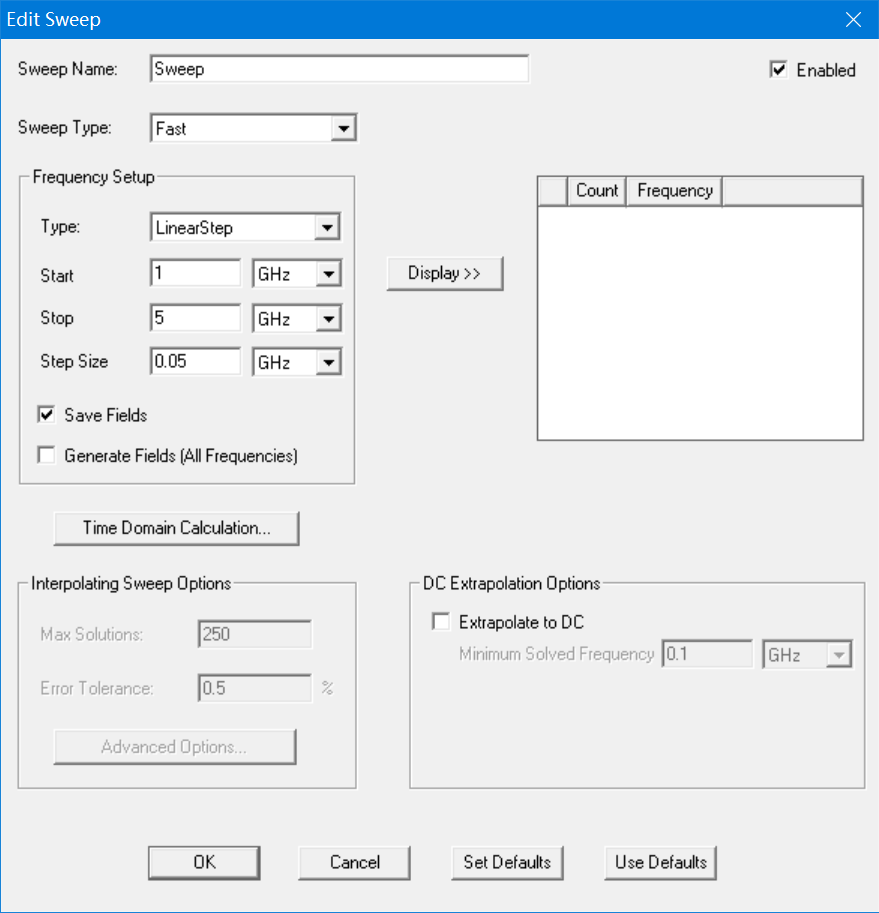 Edit Sweep
Sweep Name: Sweep Enabled
Sweep Type: Fast
Frequency Setup
Count Frequency
Type: LinearStep
Start 1 GHz Display >>
Stop 5 GHz
Step Size 0.05 GHz
Save Fields
Generate Fields (All Frequencies)
Time Domain Calculation...
Interpolating Sweep Options
Max Solutions: 250
Error Tolerance: 0.5 %
Advanced Options...
DC Extrapolation Options
Extrapolate to DC
Minimum Solved Frequency 0.1 GHz
OK Cancel Set Defaults Use Defaults